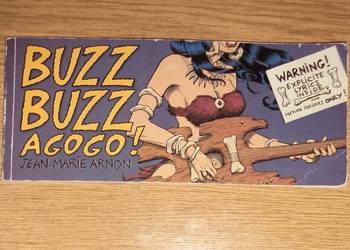 BUZZ
BUZZ
AGOGO!
JEAN-MARIE ARNON
WARNING!
EXPLICITE
LYRICS
INSIDE
MATURE READERS ONLY!